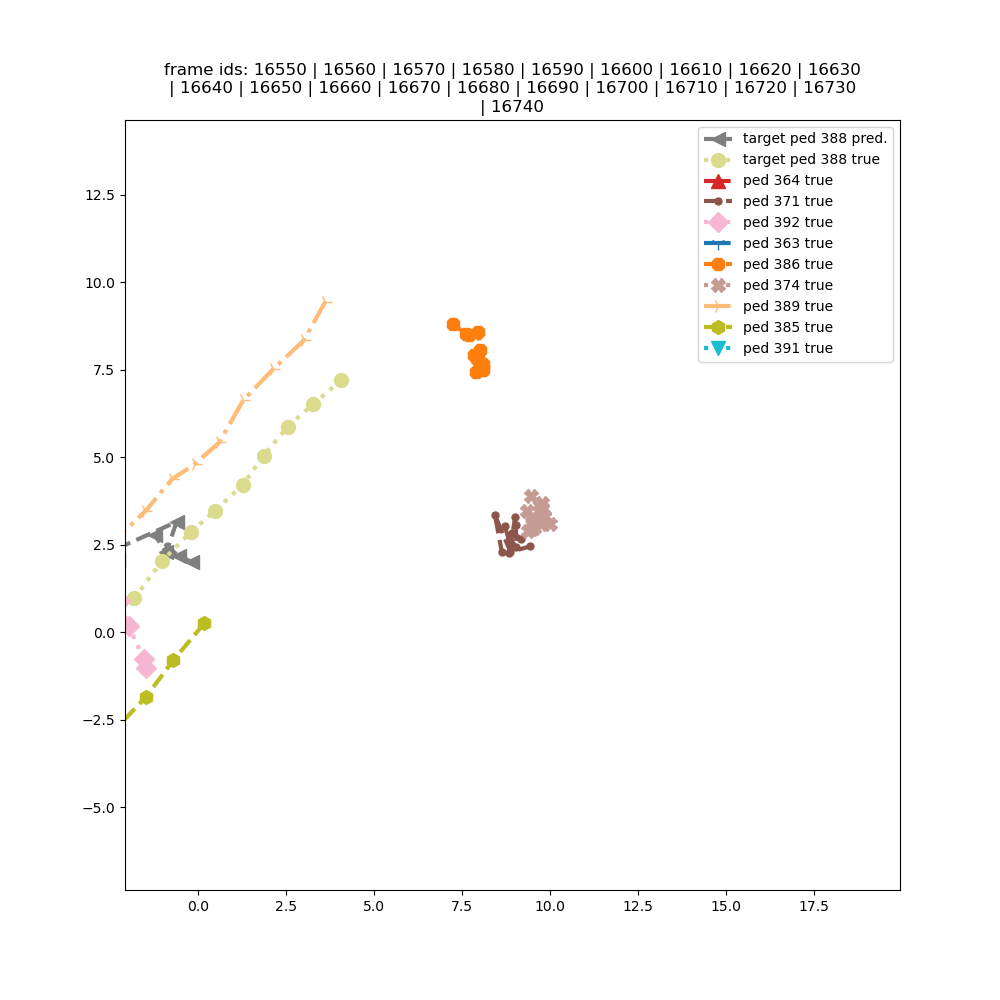 frame ids: 16550 | 16560 | 16570 | 16580 | 16590 | 16600 | 16610 | 16620 | 16630
| 16640 | 16650 | 16660 | 16670 | 16680 | 16690 | 16700 | 16710 | 16720 | 16730
| 16740
target ped 388 pred.
target ped 388 true
ped 364 true
ped 371 true
ped 392 true
ped 363 true
ped 386 true
ped 374 true
ped 389 true
ped 385 true
ped 391 true
12.5
10.0
7.5
5.0
2.5
0.0
−2.5
−5.0
0.0 2.5 5.0 7.5 10.0 12.5 15.0 17.5